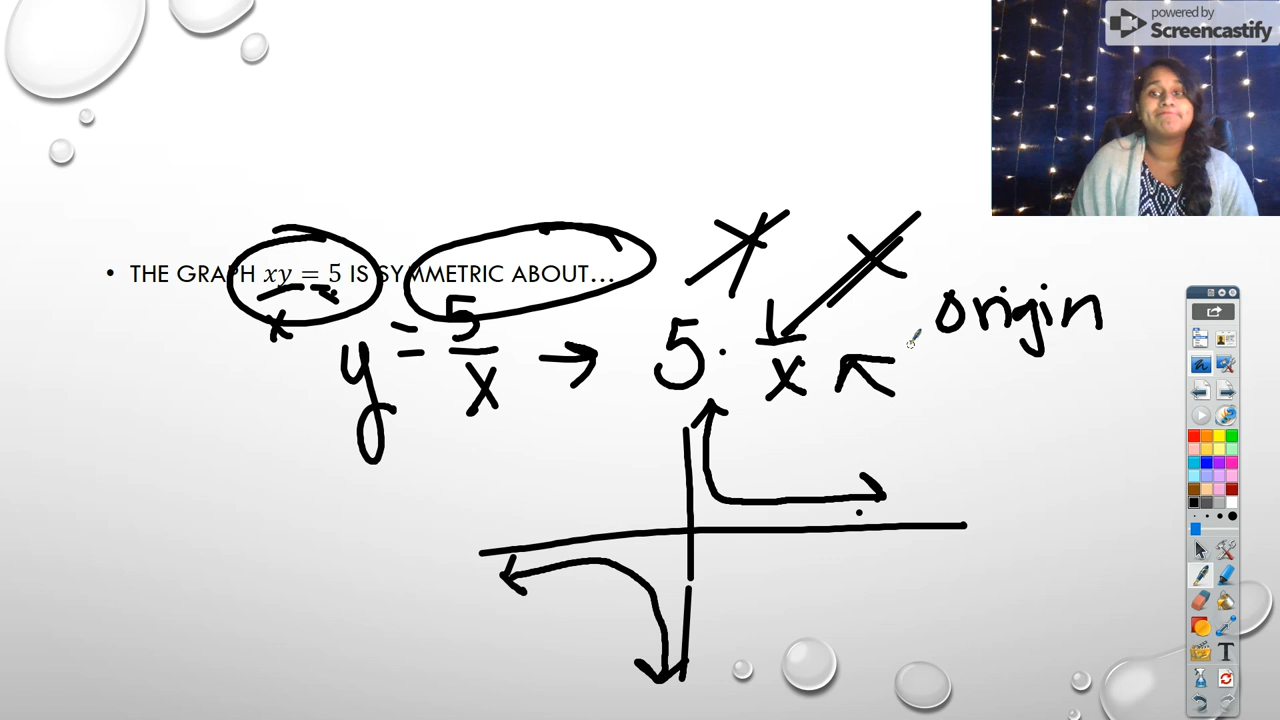 powered by
Screencastify
• THE GRAPH xy = 5 IS SYMMETRIC ABOUT…
x
y = 5/x → 5 · 1/x
x x
origin
T